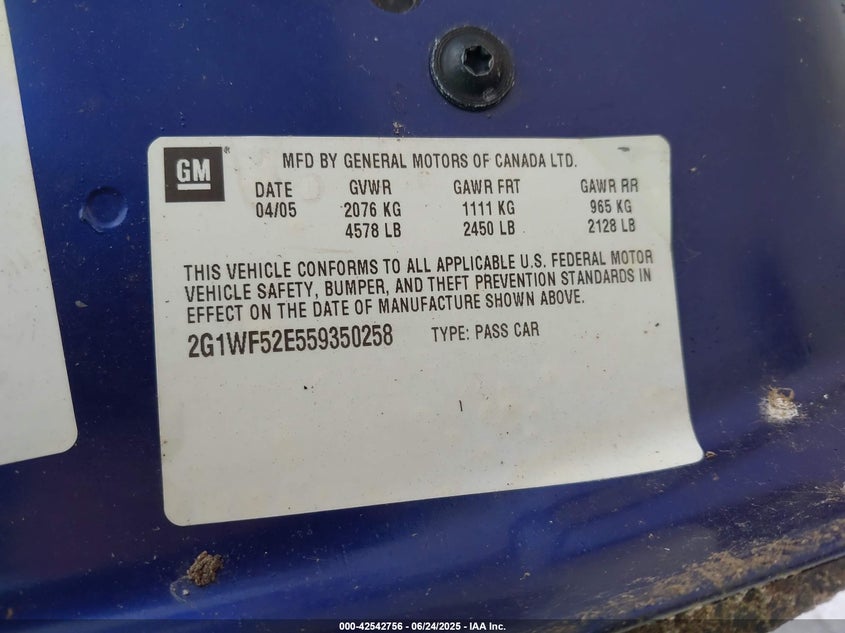 GM ®
MFD BY GENERAL MOTORS OF CANADA LTD.
DATE GVWR GAWR FRT GAWR RR
04/05 2076 KG 1111 KG 965 KG
4578 LB 2450 LB 2128 LB
THIS VEHICLE CONFORMS TO ALL APPLICABLE U.S. FEDERAL MOTOR
VEHICLE SAFETY, BUMPER, AND THEFT PREVENTION STANDARDS IN
EFFECT ON THE DATE OF MANUFACTURE SHOWN ABOVE.
2G1WF52E559350258 TYPE: PASS CAR
000-42542756 | 06/24/2025 - © IAA Inc.